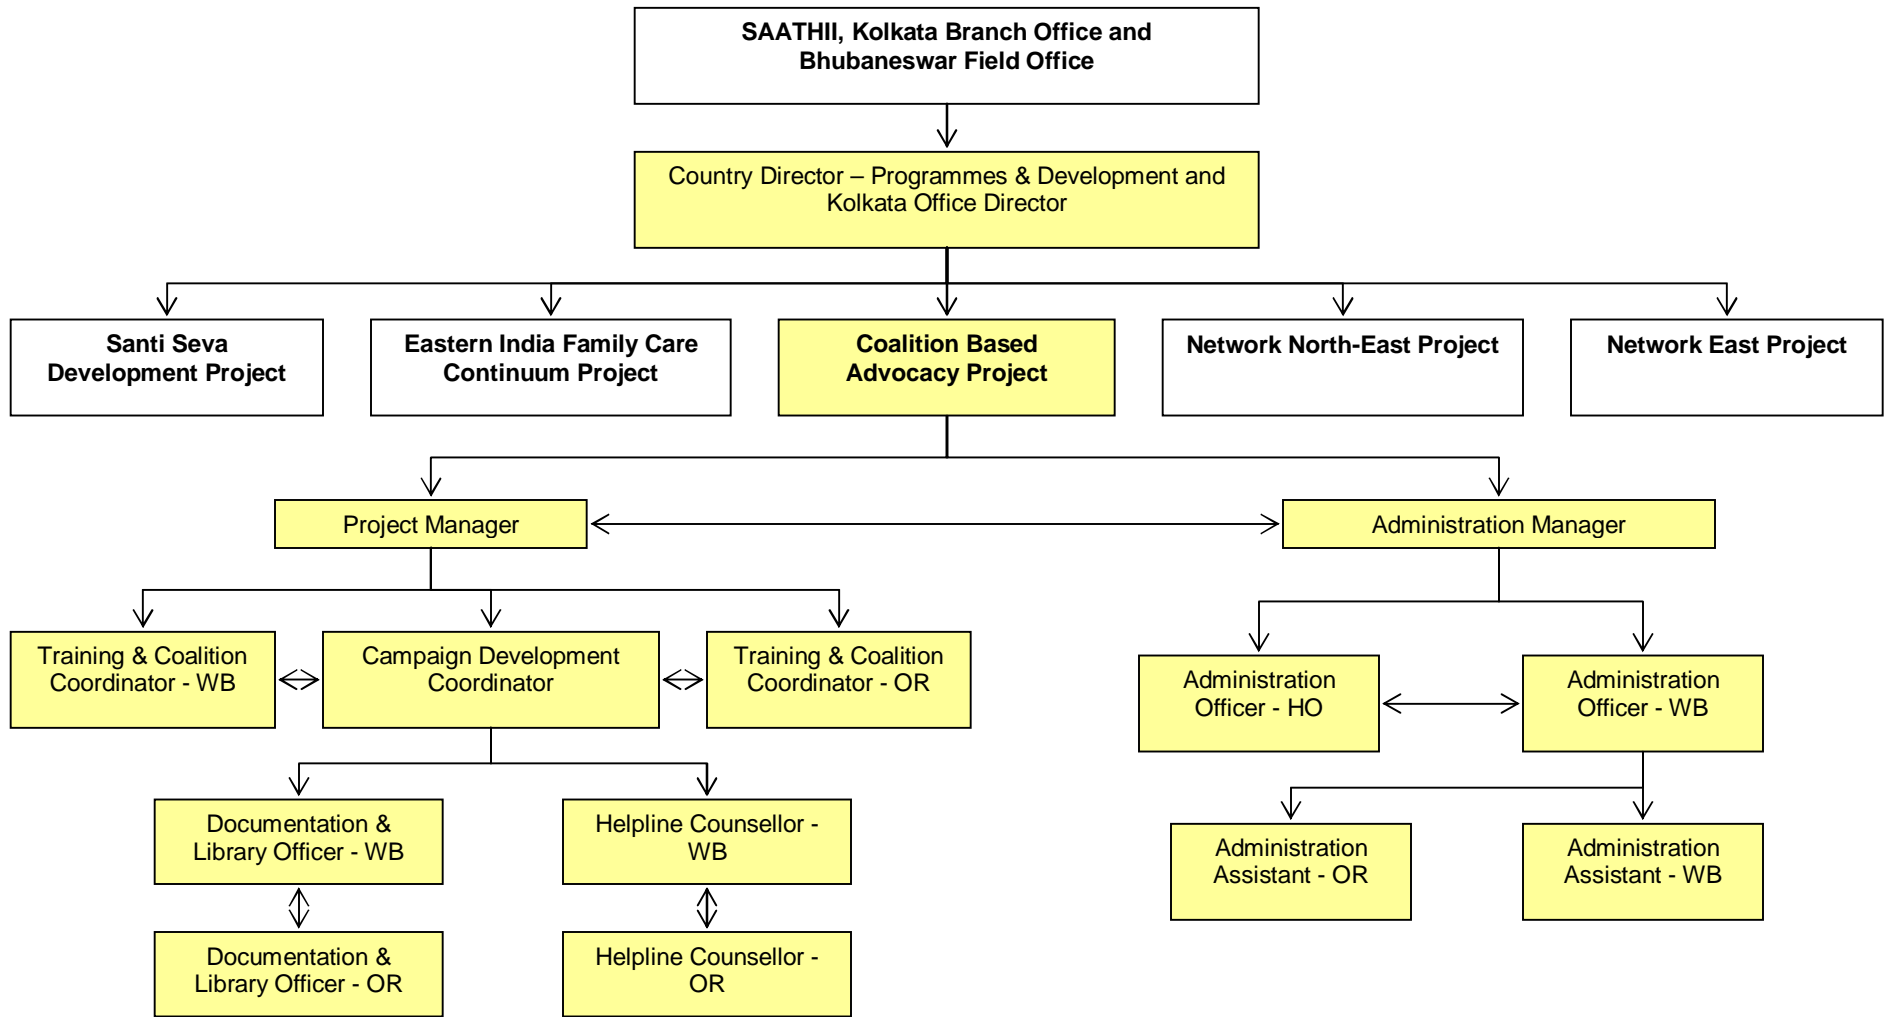 SAATHII, Kolkata Branch Office and
Bhubaneswar Field Office
Country Director – Programmes & Development and
Kolkata Office Director
Santi Seva
Development Project
Eastern India Family Care
Continuum Project
Coalition Based
Advocacy Project
Network North-East Project
Network East Project
Project Manager
Administration Manager
Training & Coalition
Coordinator - WB
Campaign Development
Coordinator
Training & Coalition
Coordinator - OR
Administration
Officer - HO
Administration
Officer - WB
Documentation &
Library Officer - WB
Helpline Counsellor -
WB
Administration
Assistant - OR
Administration
Assistant - WB
Documentation &
Library Officer - OR
Helpline Counsellor -
OR